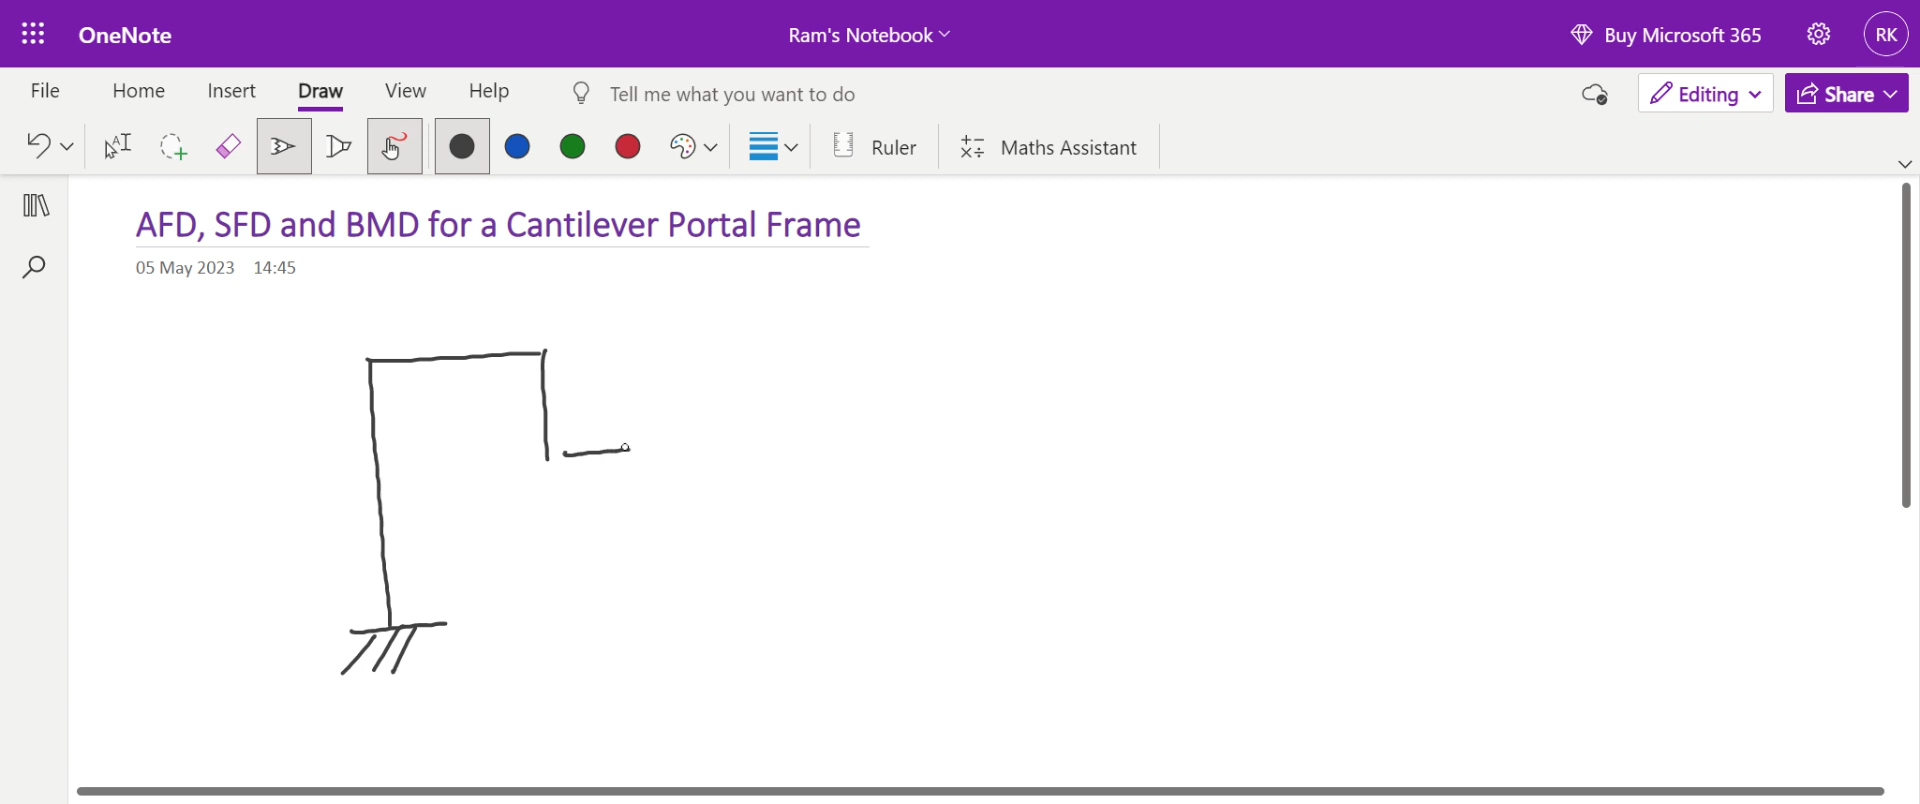 OneNote
Ram's Notebook
Buy Microsoft 365
RK
File Home Insert Draw View Help Tell me what you want to do Editing Share
Ruler Maths Assistant
AFD, SFD and BMD for a Cantilever Portal Frame
05 May 2023 14:45